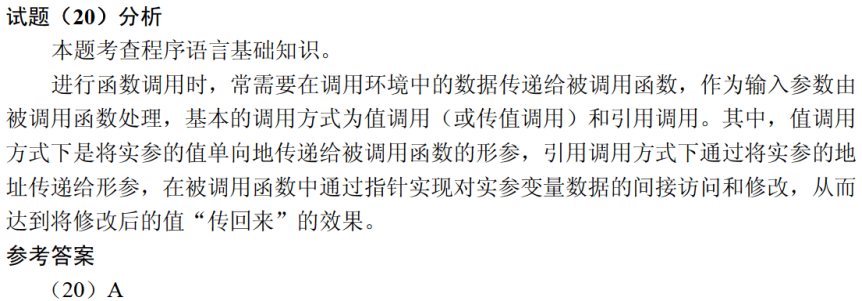 试题（20）分析
本题考查程序语言基础知识。
进行函数调用时，常需要在调用环境中的数据传递给被调用函数，作为输入参数由
被调用函数处理，基本的调用方式为值调用（或传值调用）和引用调用。其中，值调用
方式下是将实参的值单向地传递给被调用函数的形参，引用调用方式下通过将实参的地
址传递给形参，在被调用函数中通过指针实现对实参变量数据的间接访问和修改，从而
达到将修改后的值“传回来”的效果。
参考答案
（20）A